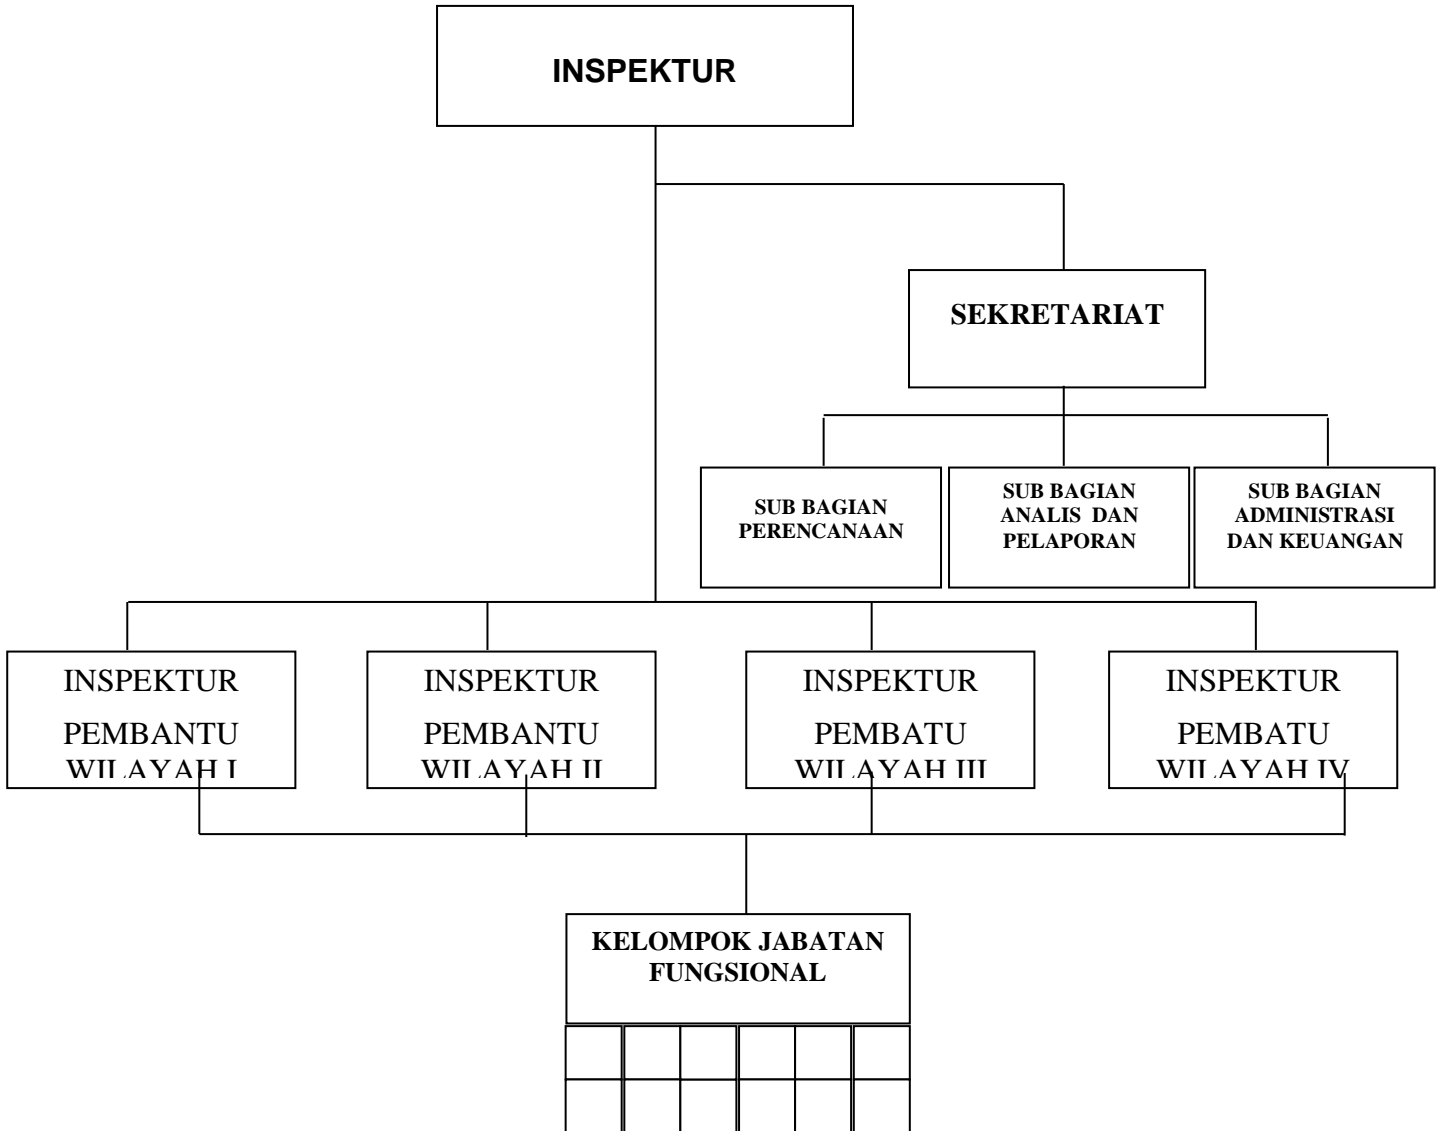 INSPEKTUR
SEKRETARIAT
SUB BAGIAN
PERENCANAAN
SUB BAGIAN
ANALIS DAN
PELAPORAN
SUB BAGIAN
ADMINISTRASI
DAN KEUANGAN
INSPEKTUR
PEMBANTU
WILAYAH I
INSPEKTUR
PEMBANTU
WILAYAH II
INSPEKTUR
PEMBATU
WILAYAH III
INSPEKTUR
PEMBATU
WILAYAH IV
KELOMPOK JABATAN
FUNGSIONAL